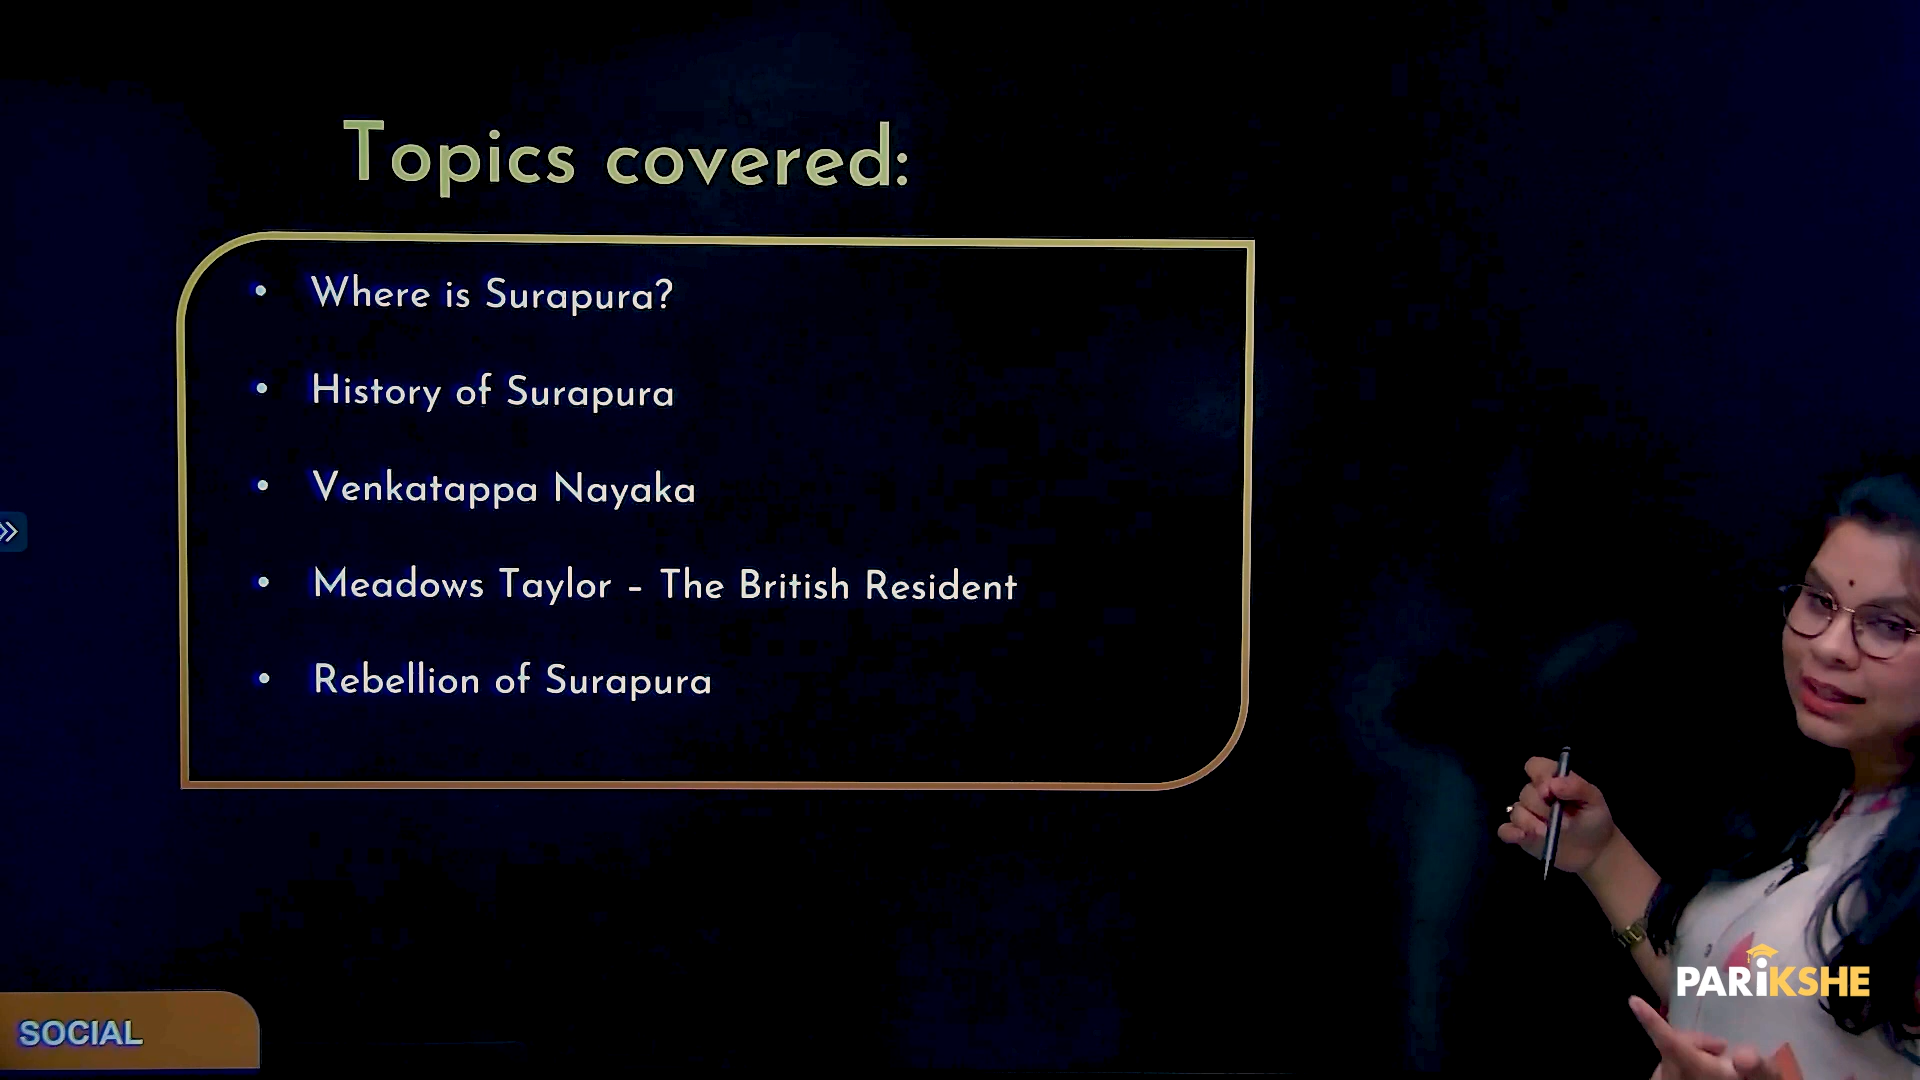 Topics covered:
• Where is Surapura?
• History of Surapura
• Venkatappa Nayaka
• Meadows Taylor – The British Resident
• Rebellion of Surapura
PARiKSHE
SOCIAL